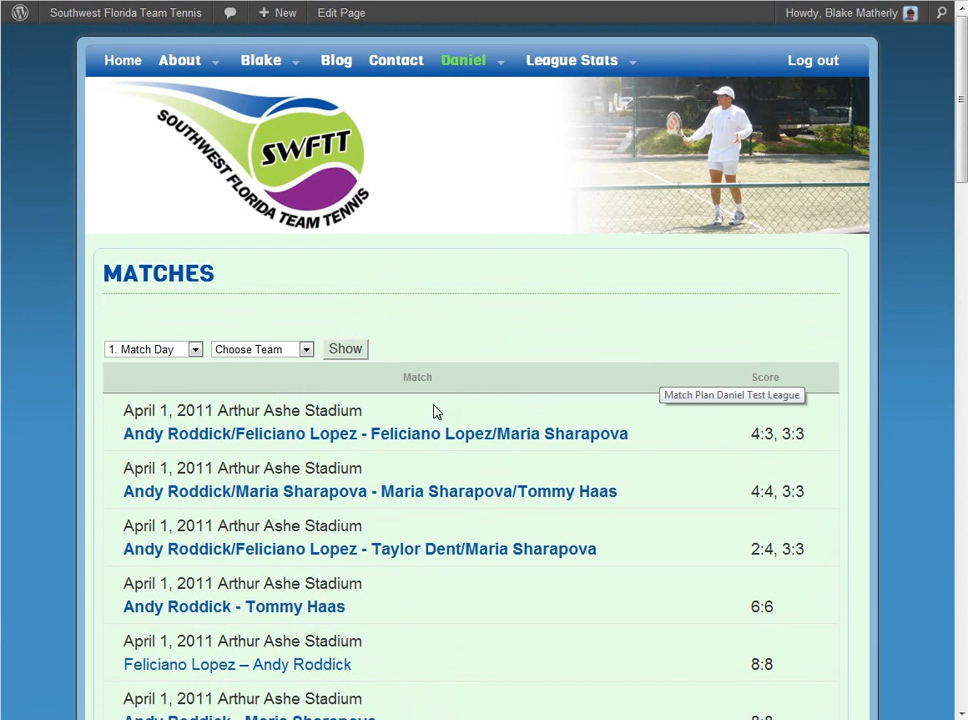 Southwest Florida Team Tennis New Edit Page Howdy, Blake Matherly
Home About Blake Blog Contact Daniel League Stats Log out
SWFTT
SOUTHWEST FLORIDA TEAM TENNIS
MATCHES
1. Match Day Choose Team Show
Match Score
Match Plan Daniel Test League
April 1, 2011 Arthur Ashe Stadium
Andy Roddick/Feliciano Lopez - Feliciano Lopez/Maria Sharapova 4:3, 3:3
April 1, 2011 Arthur Ashe Stadium
Andy Roddick/Maria Sharapova - Maria Sharapova/Tommy Haas 4:4, 3:3
April 1, 2011 Arthur Ashe Stadium
Andy Roddick/Feliciano Lopez - Taylor Dent/Maria Sharapova 2:4, 3:3
April 1, 2011 Arthur Ashe Stadium
Andy Roddick - Tommy Haas 6:6
April 1, 2011 Arthur Ashe Stadium
Feliciano Lopez – Andy Roddick 8:8
April 1, 2011 Arthur Ashe Stadium
Andy Roddick - Maria Sharapova 8:8